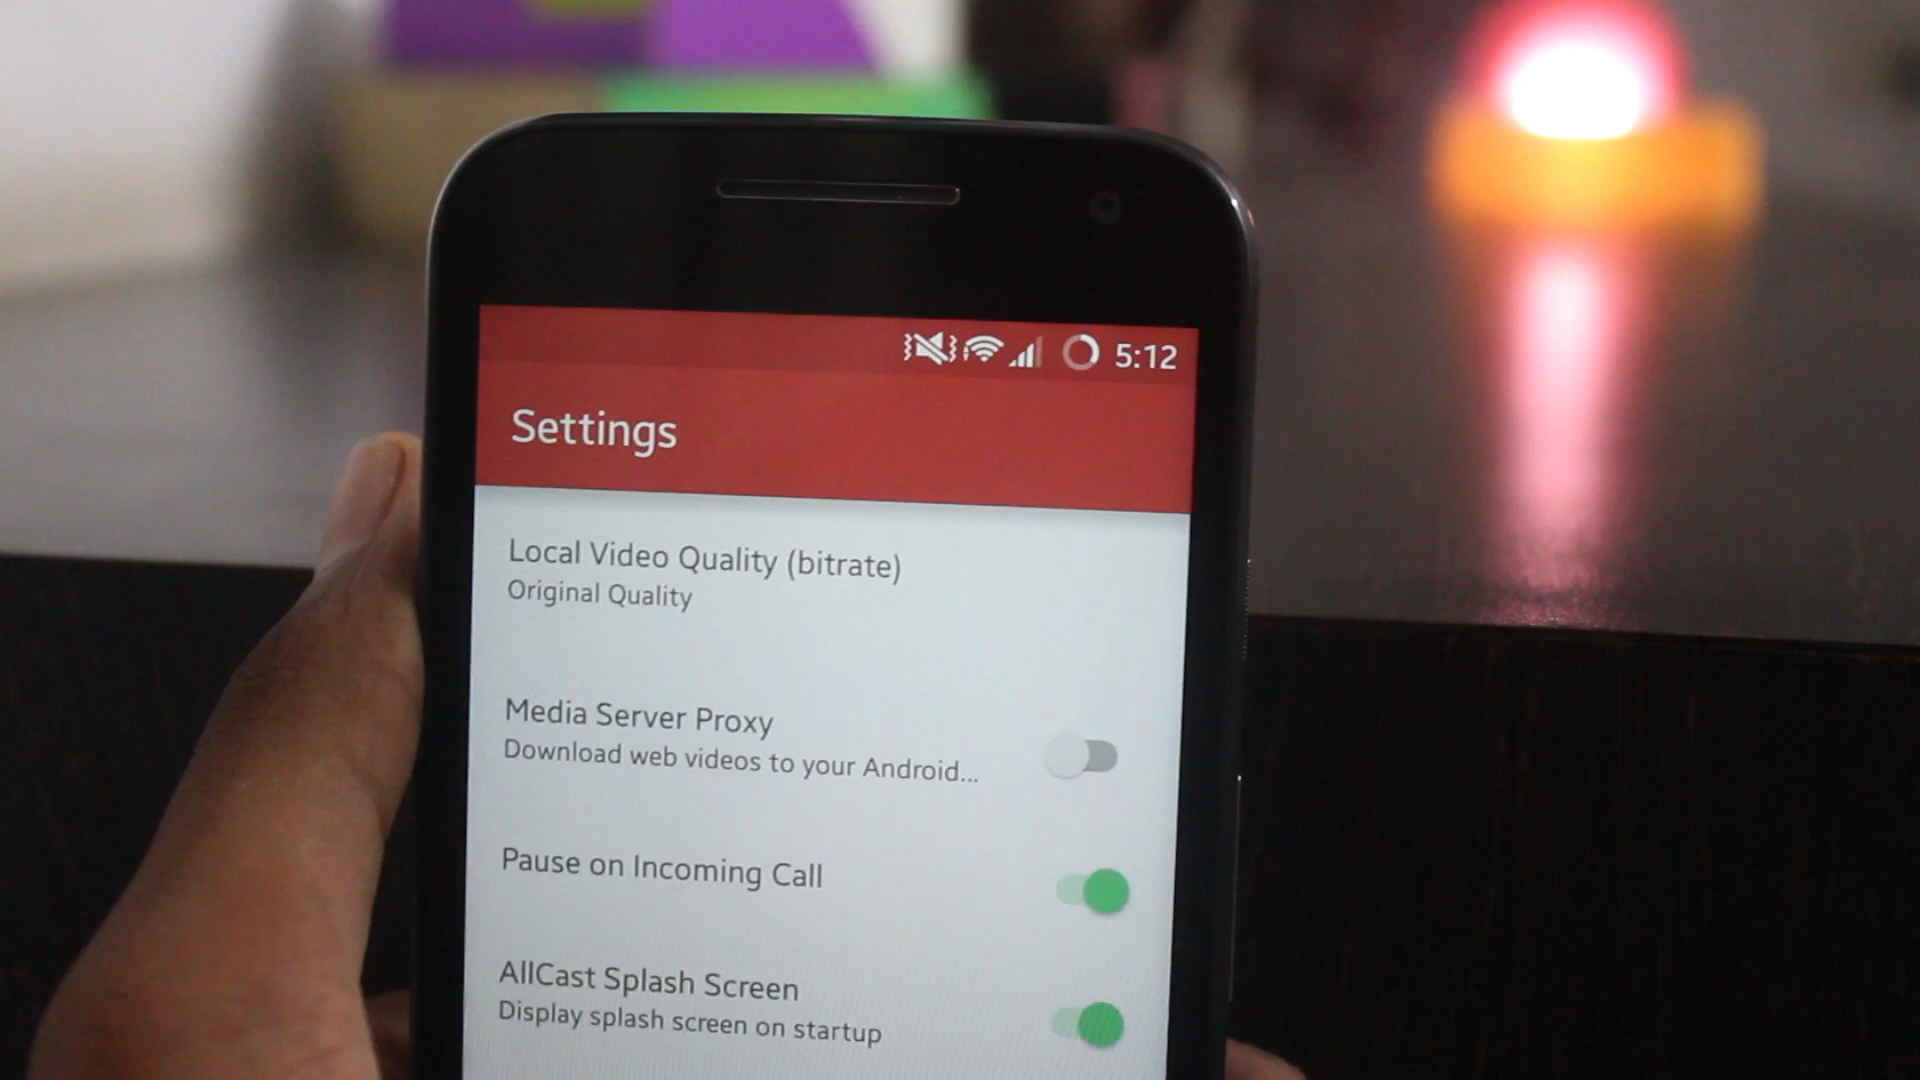 5:12
Settings
Local Video Quality (bitrate)
Original Quality
Media Server Proxy
Download web videos to your Android...
Pause on Incoming Call
AllCast Splash Screen
Display splash screen on startup